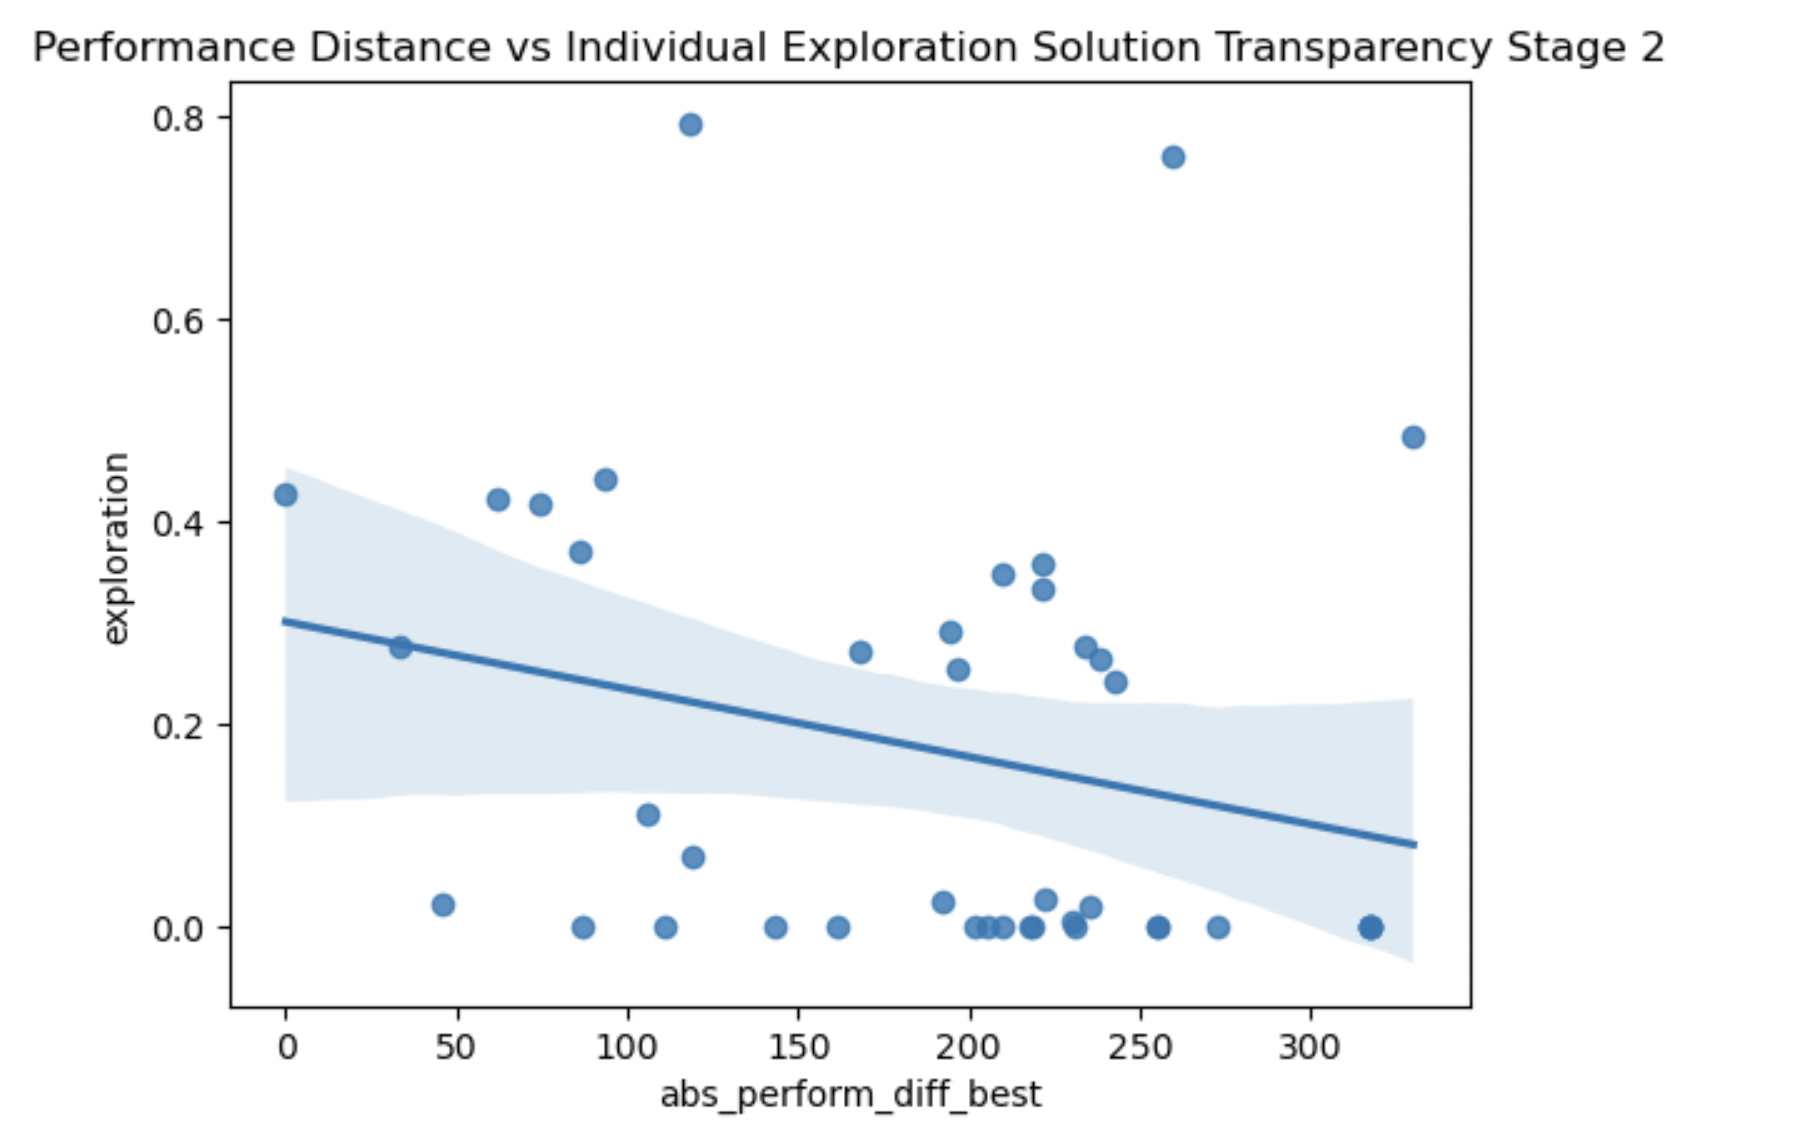 Performance Distance vs Individual Exploration Solution Transparency Stage 2
0.8
0.6
0.4
0.2
0.0
exploration
0 50 100 150 200 250 300
abs_perform_diff_best